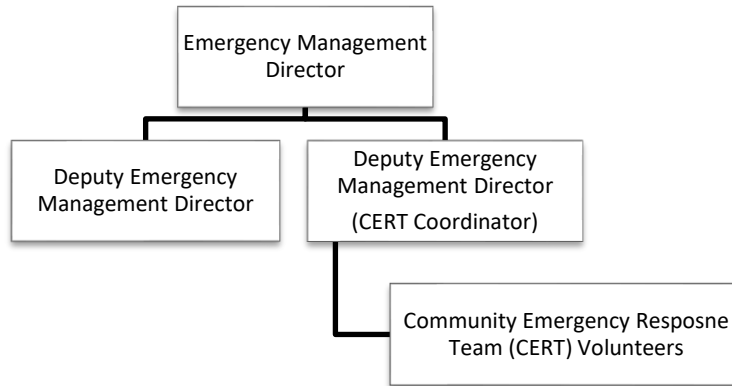 Emergency Management
Director
Deputy Emergency
Management Director
Deputy Emergency
Management Director
(CERT Coordinator)
Community Emergency Resposne
Team (CERT) Volunteers